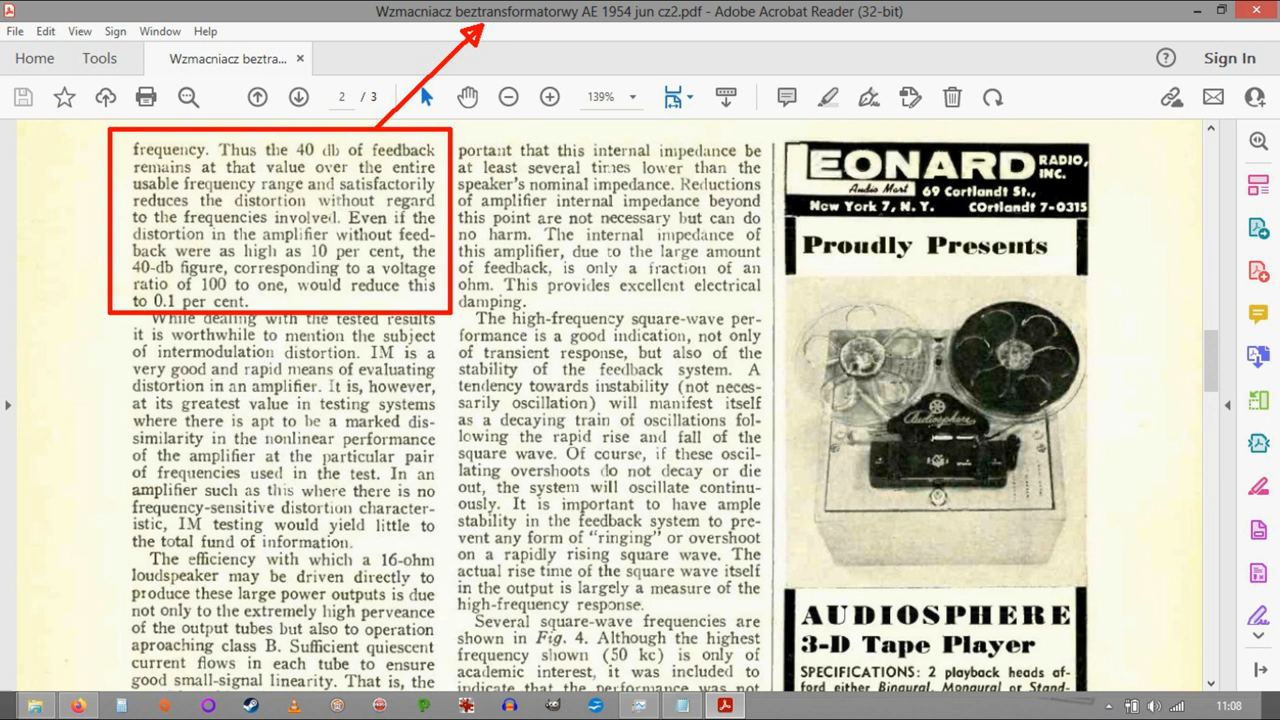 Wzmacniacz beztransformatorwy AE 1954 jun cz2.pdf - Adobe Acrobat Reader (32-bit)
File Edit View Sign Window Help
Home Tools Wzmacniacz beztra... × Sign In
2 / 3 139%
frequency. Thus the 40 db of feedback
remains at that value over the entire
usable frequency range and satisfactorily
reduces the distortion without regard
to the frequencies involved. Even if the
distortion in the amplifier without feed-
back were as high as 10 per cent, the
40-db figure, corresponding to a voltage
ratio of 100 to one, would reduce this
to 0.1 per cent.
While dealing with the tested results
it is worthwhile to mention the subject
of intermodulation distortion. IM is a
very good and rapid means of evaluating
distortion in an amplifier. It is, however,
at its greatest value in testing systems
where there is apt to be a marked dis-
similarity in the nonlinear performance
of the amplifier at the particular pair
of frequencies used in the test. In an
amplifier such as this where there is no
frequency-sensitive distortion character-
istic, IM testing would yield little to
the total fund of information.
The efficiency with which a 16-ohm
loudspeaker may be driven directly to
produce these large power outputs is due
not only to the extremely high perveance
of the output tubes but also to operation
aproaching class B. Sufficient quiescent
current flows in each tube to ensure
good small-signal linearity. That is, the
portant that this internal impedance be
at least several times lower than the
speaker's nominal impedance. Reductions
of amplifier internal impedance beyond
this point are not necessary but can do
no harm. The internal impedance of
this amplifier, due to the large amount
of feedback, is only a fraction of an
ohm. This provides excellent electrical
damping.
The high-frequency square-wave per-
formance is a good indication, not only
of transient response, but also of the
stability of the feedback system. A
tendency towards instability (not neces-
sarily oscillation) will manifest itself
as a decaying train of oscillations fol-
lowing the rapid rise and fall of the
square wave. Of course, if these oscil-
lating overshoots do not decay or die
out, the system will oscillate continu-
ously. It is important to have ample
stability in the feedback system to pre-
vent any form of "ringing" or overshoot
on a rapidly rising square wave. The
actual rise time of the square wave itself
in the output is largely a measure of the
high-frequency response.
Several square-wave frequencies are
shown in Fig. 4. Although the highest
frequency shown (50 kc) is only of
academic interest, it was included to
indicate that the performance was not
LEONARD RADIO, INC.
Audio Mart 69 Cortlandt St.,
New York 7, N. Y. COrtlandt 7-0315
Proudly Presents
Audiosphere
AUDIOSPHERE
3-D Tape Player
SPECIFICATIONS: 2 playback heads af-
ford either Binaural, Monaural or Stand-
11:08